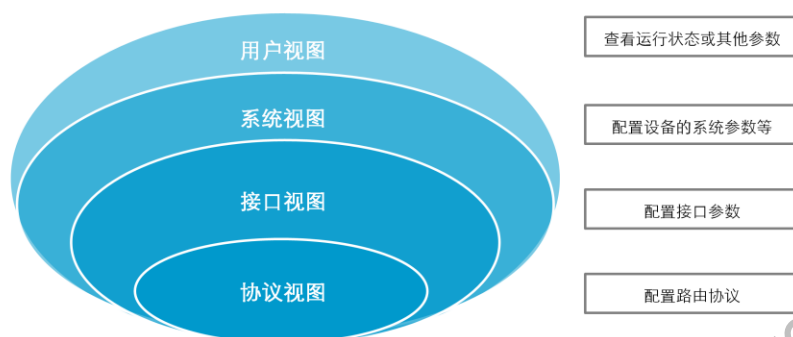 用户视图
查看运行状态或其他参数
系统视图
配置设备的系统参数等
接口视图
配置接口参数
协议视图
配置路由协议